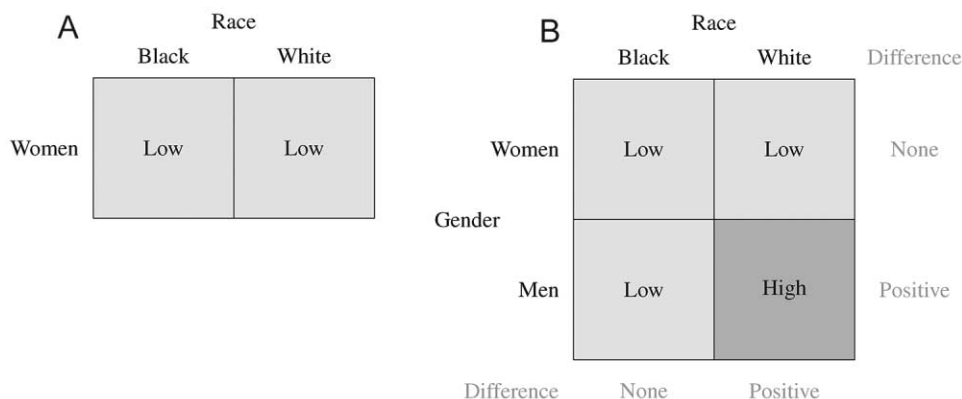 A
Race
Black White
Women Low Low
B
Race
Black White Difference
Women Low Low None
Gender
Men Low High Positive
Difference None Positive